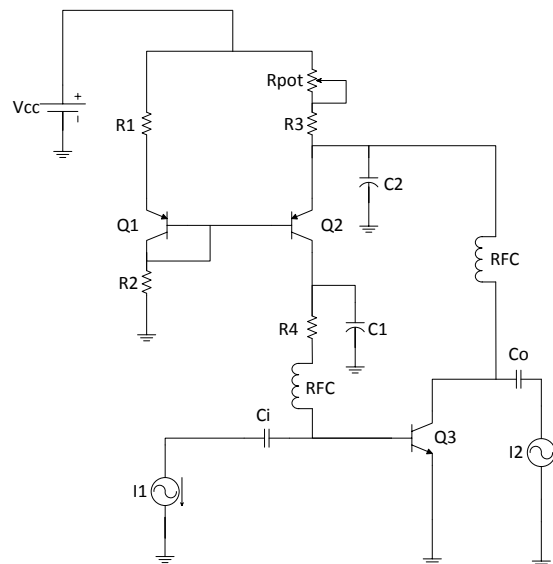 Rpot
Vcc
+
-
R1
R3
C2
Q1
Q2
RFC
R2
R4
C1
RFC
Co
Ci
Q3
I1
I2